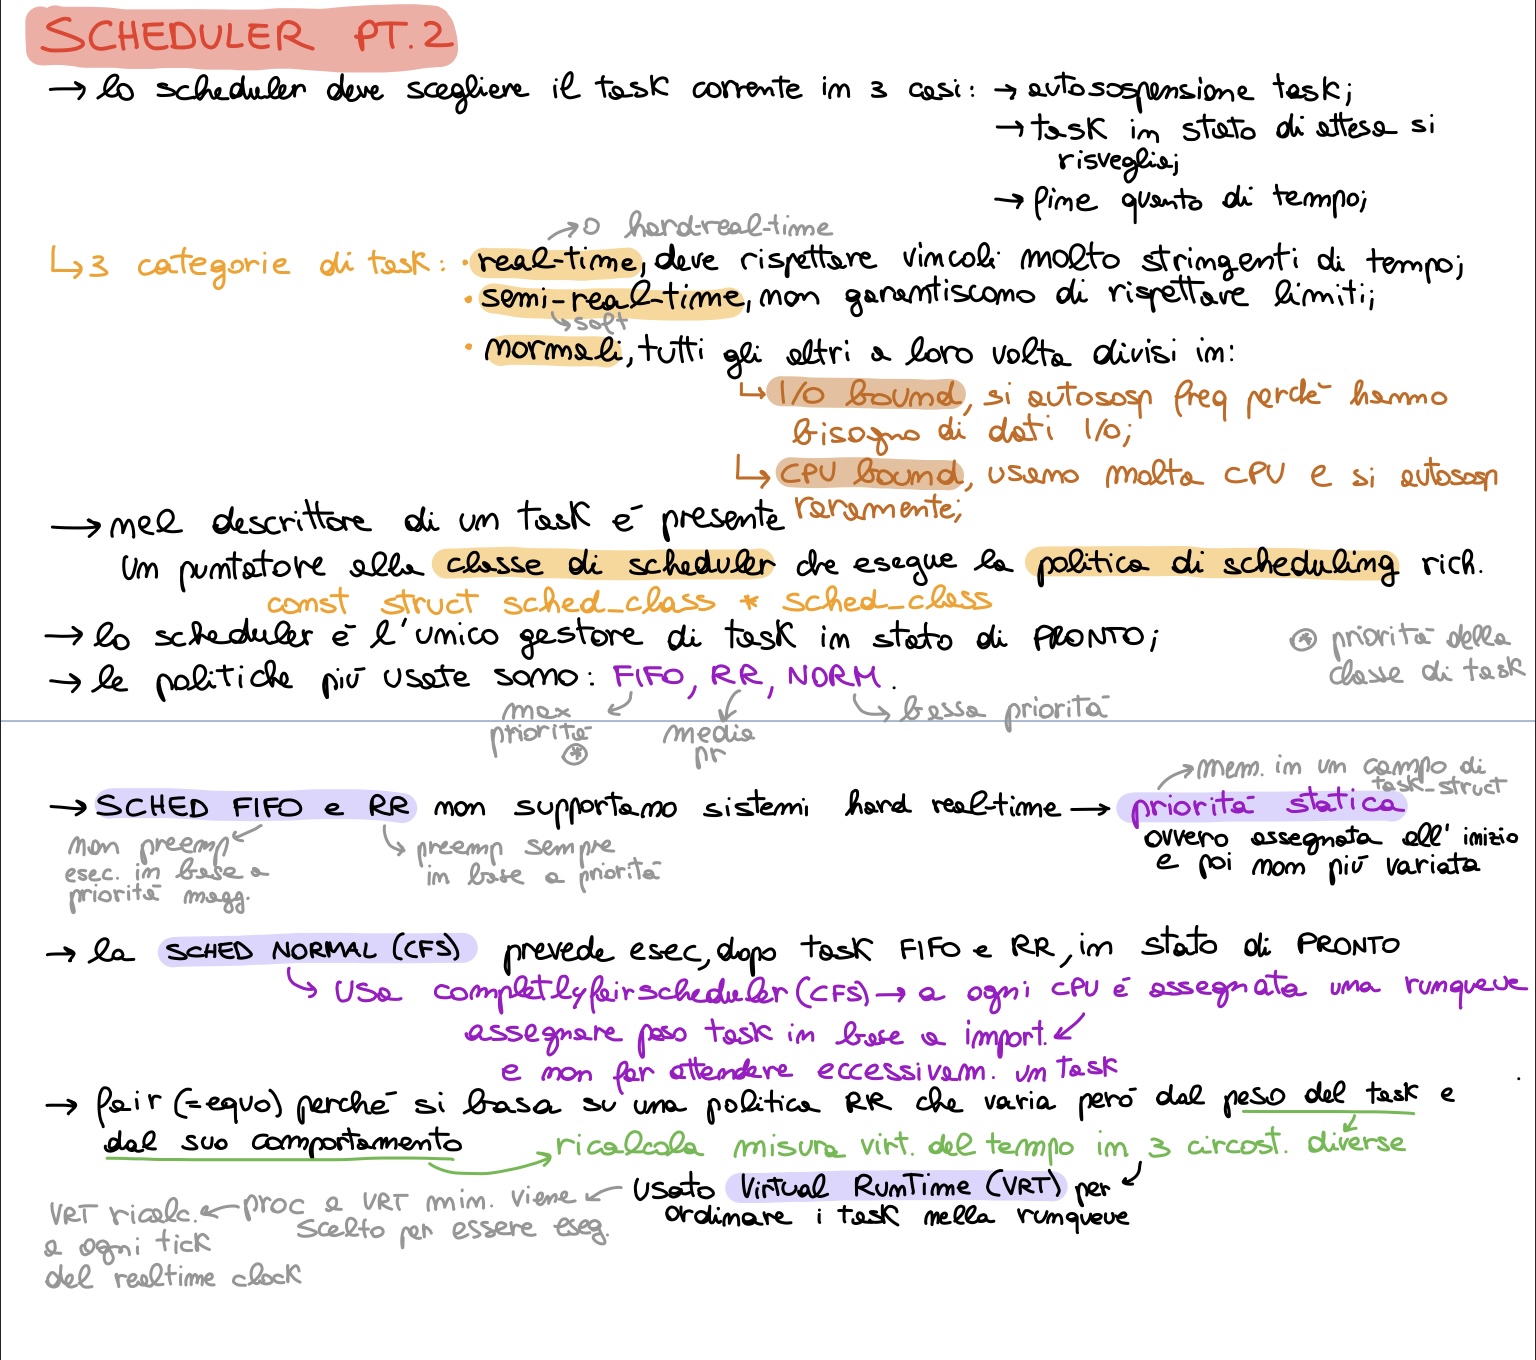 SCHEDULER PT.2
→ lo scheduler deve scegliere il task corrente in 3 casi: → autosospensione task;
→ task in stato di attesa si
risveglia;
→ fine quanto di tempo;
→ o hard-real-time
↳ 3 categorie di task: · real-time, deve rispettare vincoli molto stringenti di tempo;
· semi-real-time, non garantiscono di rispettare limiti;
↳ soft
· normali, tutti gli altri a loro volta divisi in:
↳ I/O bound, si autososp freq perchè hanno
bisogno di dati I/O;
↳ CPU bound, usano molta CPU e si autososp
raramente;
→ nel descrittore di un task è presente
un puntatore alla classe di scheduler che esegue la politica di scheduling rich.
const struct sched_class * sched_class
→ lo scheduler è l'unico gestore di task in stato di PRONTO;
⊛ priorità della
classe di task
→ le politiche più usate sono: FIFO, RR, NORM.
max
priorità
⊛
media
pr
bassa priorità
→ mem. in un campo di
task_struct
→ SCHED FIFO e RR non supportano sistemi hard real-time → priorità statica
ovvero assegnata all'inizio
e poi non più variata
non preemp
esec. in base a
priorità magg.
preemp sempre
in base a priorità
→ la SCHED NORMAL (CFS) prevede esec, dopo task FIFO e RR, in stato di PRONTO
↳ usa completlyfairscheduler (CFS) → a ogni CPU è assegnata una runqueue
assegnare peso task in base a import.
e non far attendere eccessivam. un task
→ fair (=equo) perchè si basa su una politica RR che varia però dal peso del task e
dal suo comportamento
ricalcola misura virt. del tempo in 3 circost. diverse
usato Virtual RunTime (VRT) per
ordinare i task nella runqueue
proc a VRT min. viene
scelto per essere eseg.
VRT ricalc.
a ogni tick
del realtime clock